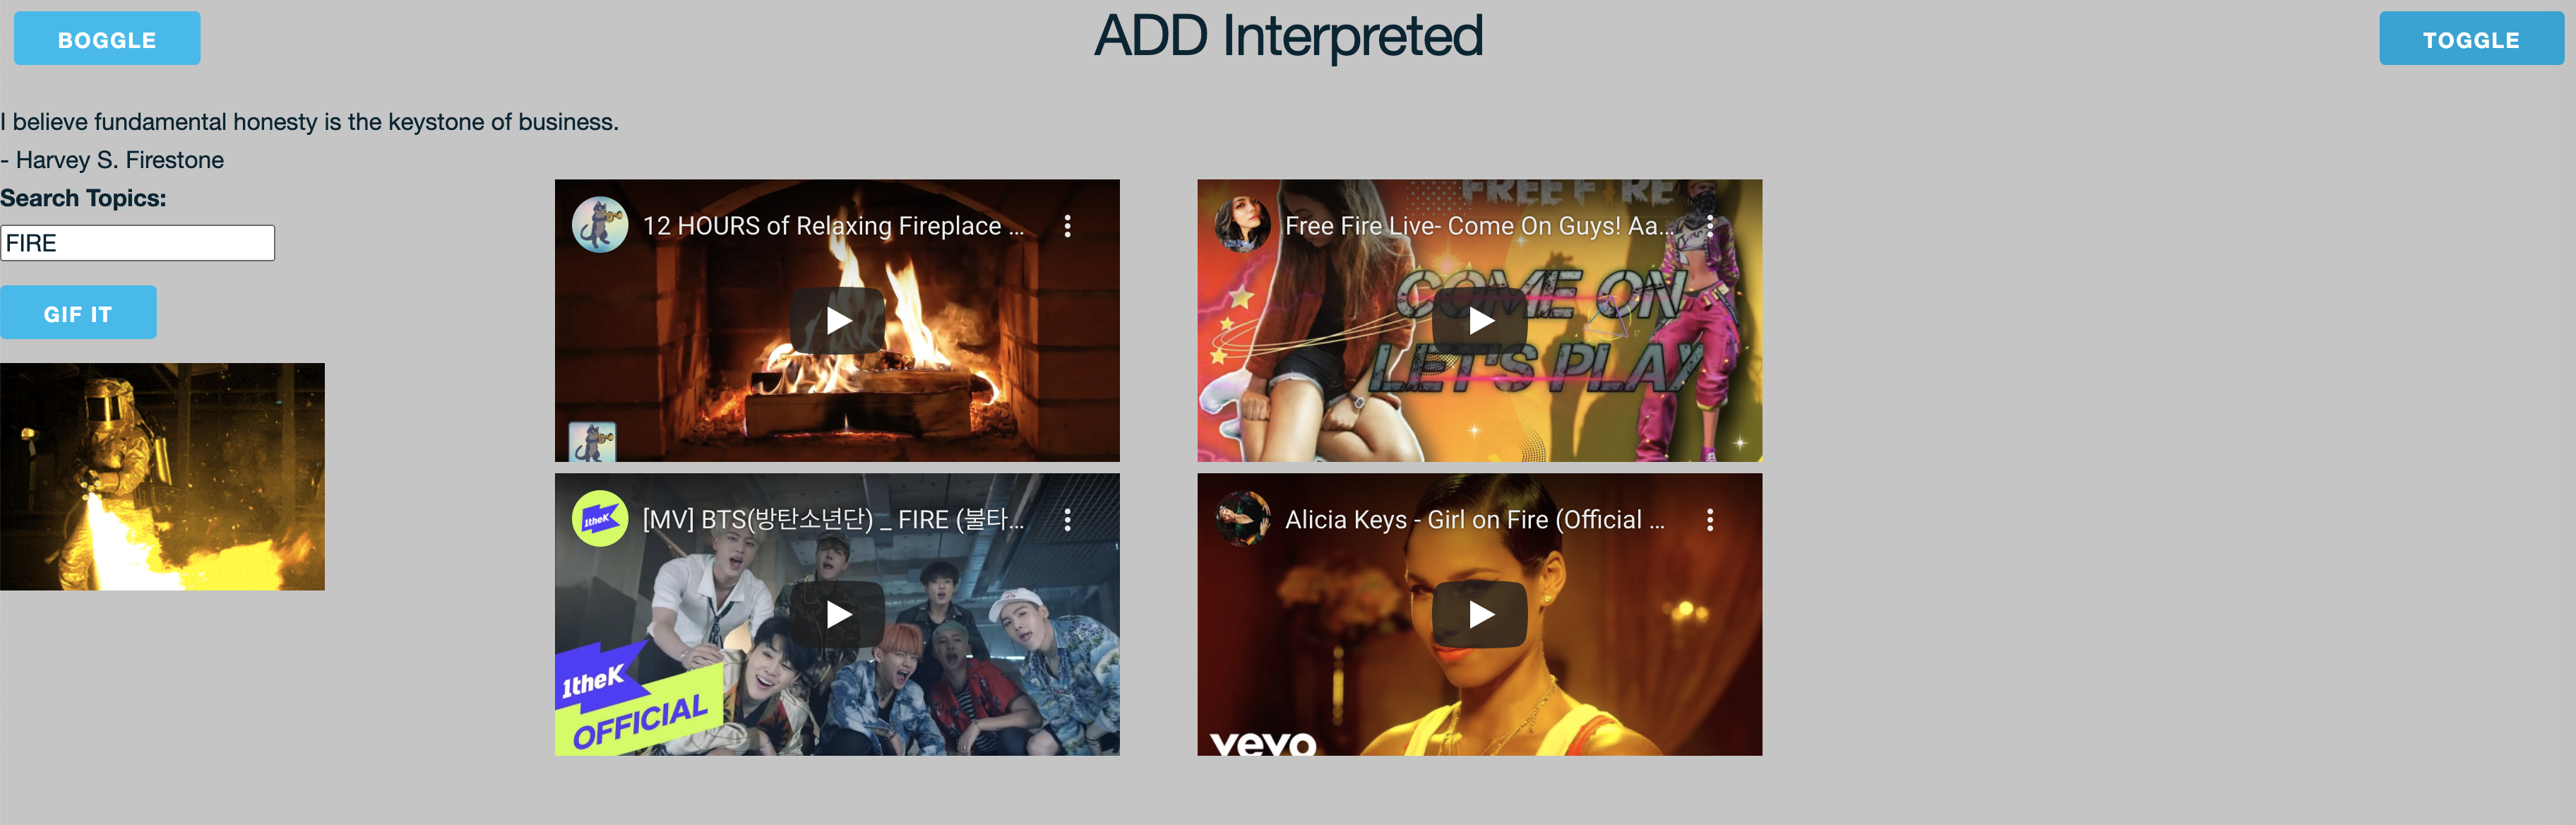 BOGGLE
ADD Interpreted
TOGGLE
I believe fundamental honesty is the keystone of business.
- Harvey S. Firestone
Search Topics:
FIRE
GIF IT
12 HOURS of Relaxing Fireplace ...
FREE FIRE
Free Fire Live- Come On Guys! Aa...
COME ON
LET'S PLAY
1theK
[MV] BTS(방탄소년단) _ FIRE (불타...
1theK
OFFICIAL
Alicia Keys - Girl on Fire (Official ...
vevo